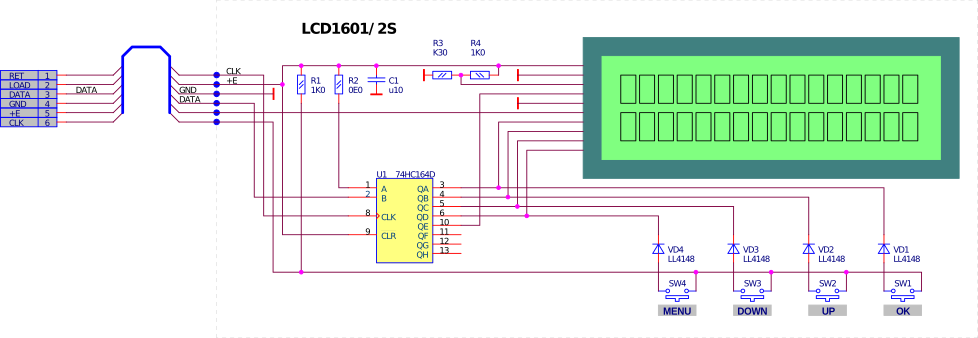 LCD1601/2S
R3
K30
R4
1K0
RET 1
LOAD 2
DATA 3
GND 4
+E 5
CLK 6
DATA
CLK
+E
GND
DATA
R1
1K0
R2
0E0
C1
u10
U1 74HC164D
1 A QA 3
2 B QB 4
QC 5
8 CLK QD 6
QE 10
9 CLR QF 11
QG 12
QH 13
VD4
LL4148
VD3
LL4148
VD2
LL4148
VD1
LL4148
SW4
SW3
SW2
SW1
MENU
DOWN
UP
OK